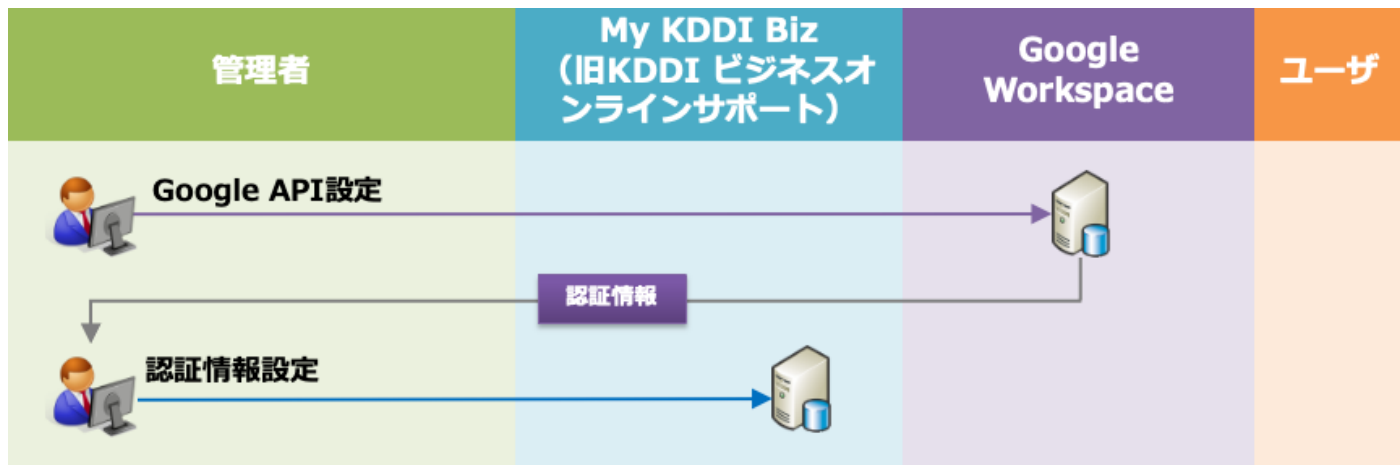 管理者
My KDDI Biz
（旧KDDI ビジネスオ
ンラインサポート）
Google
Workspace
ユーザ
Google API設定
認証情報
認証情報設定